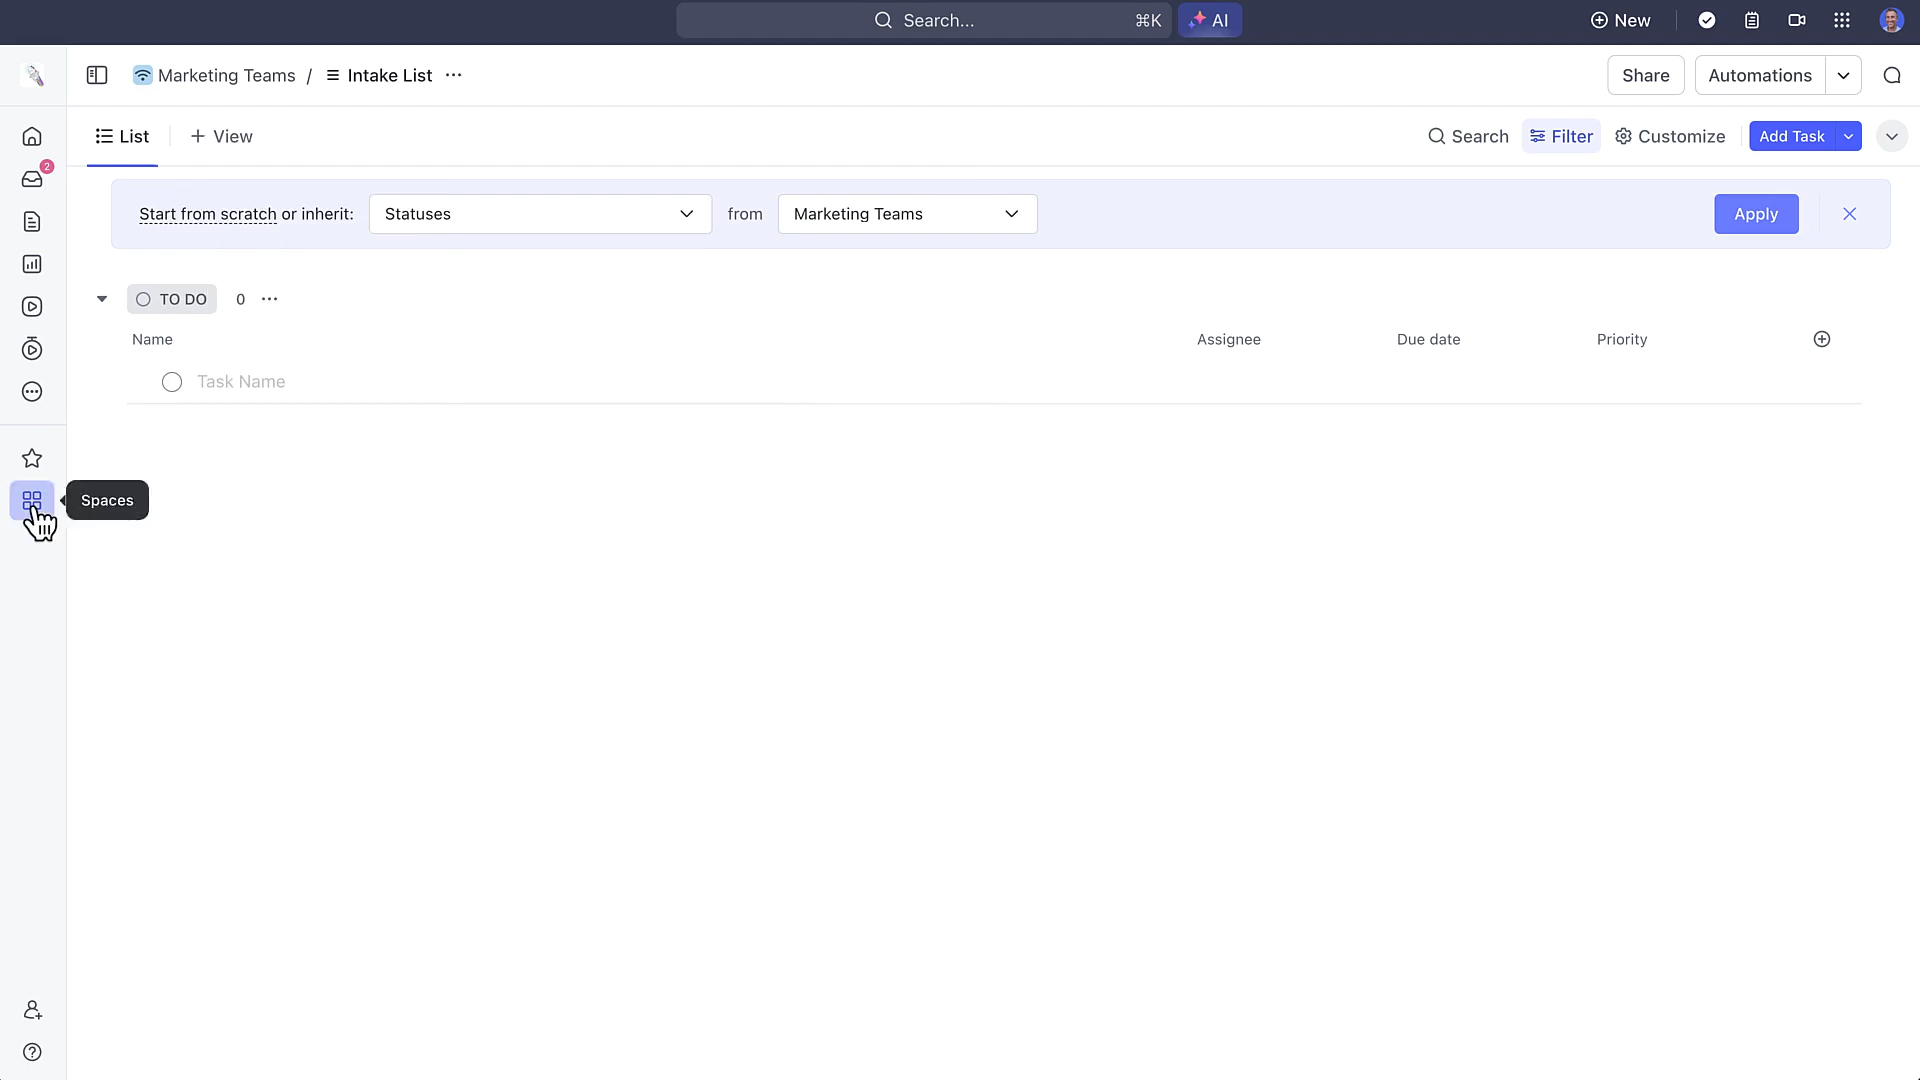 Search... ⌘K AI New
Marketing Teams / Intake List ... Share Automations
2
List + View Search Filter Customize Add Task
Start from scratch or inherit: Statuses from Marketing Teams Apply
TO DO 0 ...
Name Assignee Due date Priority
Task Name
Spaces